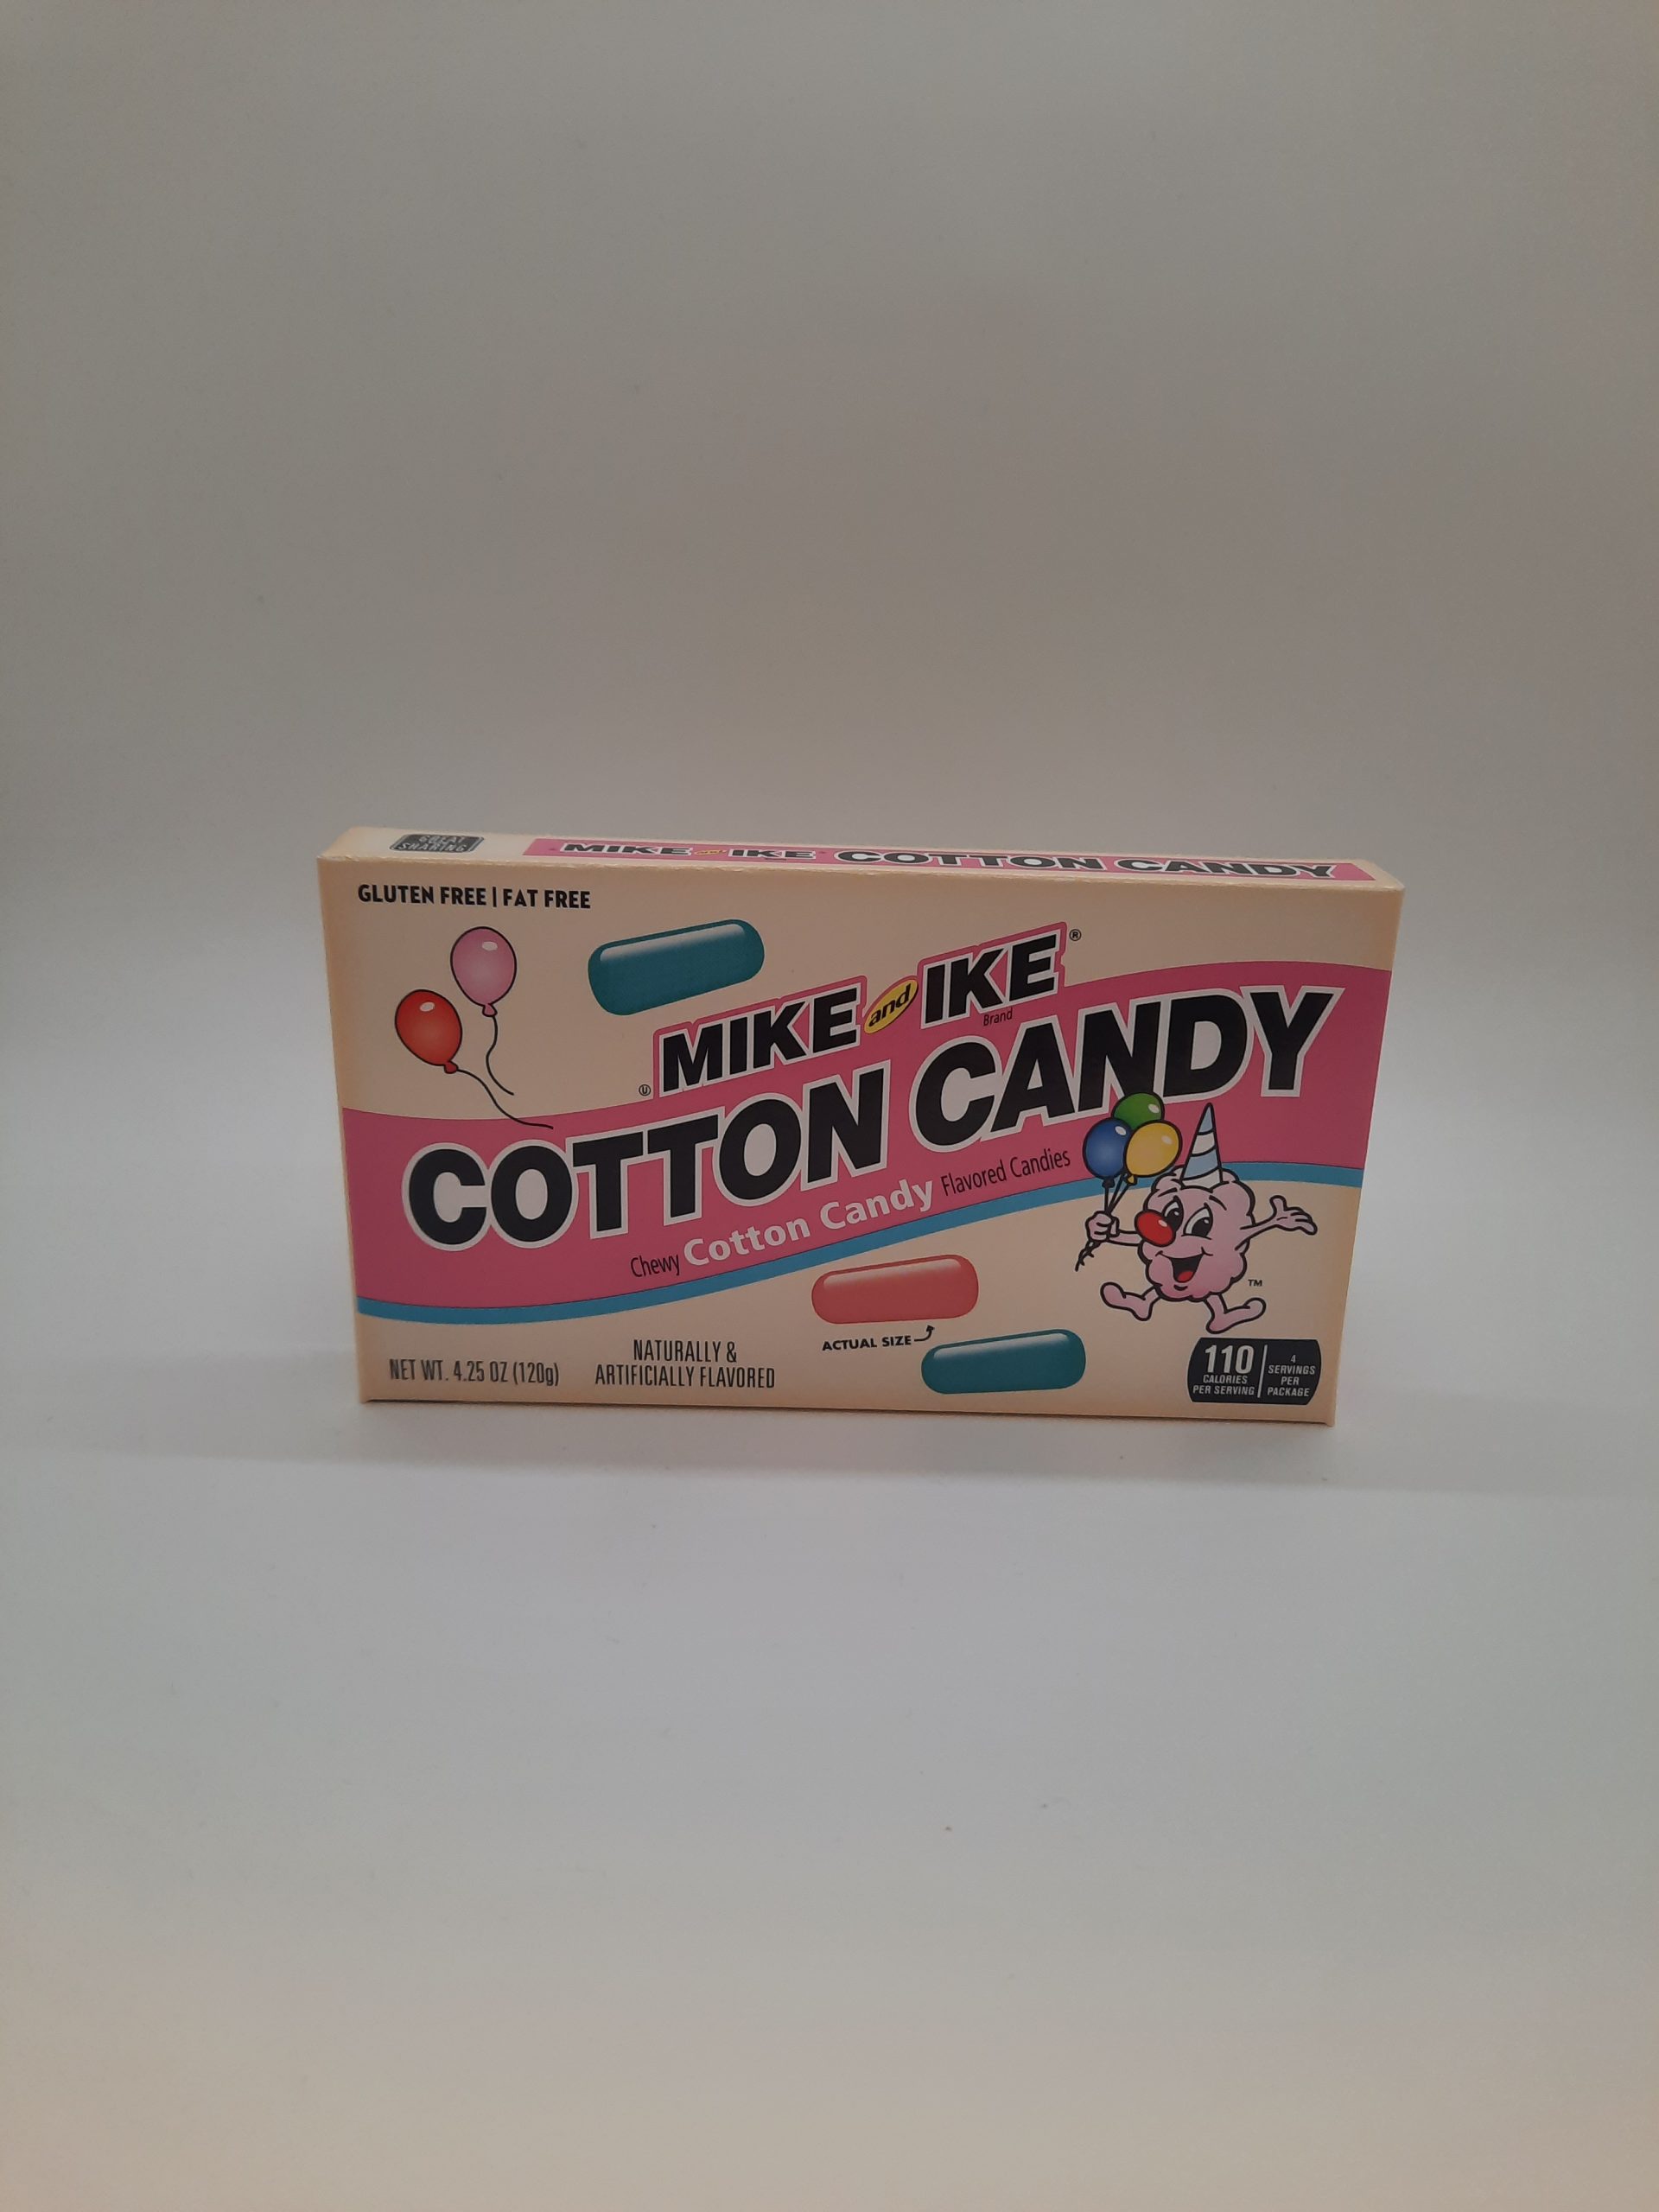 GREAT
FOR
SHARING
MIKE and IKE® COTTON CANDY
GLUTEN FREE | FAT FREE
MIKE and IKE®
Brand
Ⓤ
COTTON CANDY
Chewy Cotton Candy Flavored Candies
TM
ACTUAL SIZE
NET WT. 4.25 OZ (120g)
NATURALLY &
ARTIFICIALLY FLAVORED
110
CALORIES
PER SERVING
4
SERVINGS
PER
PACKAGE